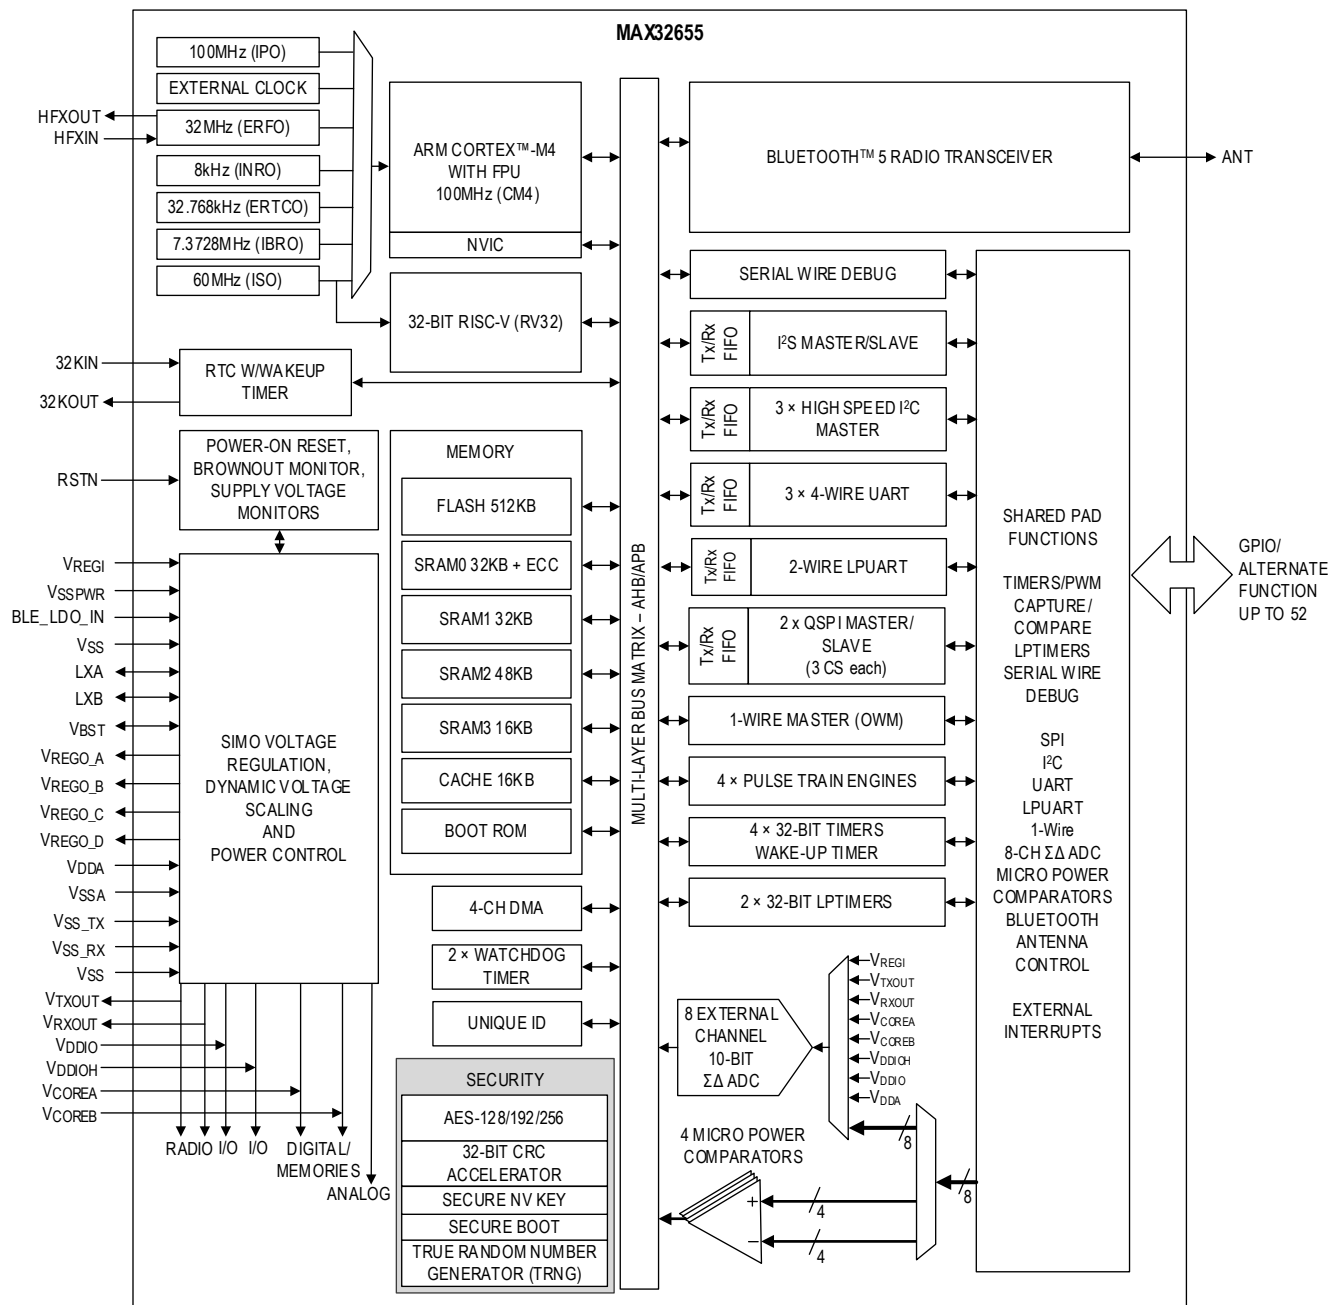 MAX32655
100MHz (IPO)
EXTERNAL CLOCK
HFXOUT
HFXIN
32MHz (ERFO)
8kHz (INRO)
32.768kHz (ERTCO)
7.3728MHz (IBRO)
60MHz (ISO)
ARM CORTEX™-M4
WITH FPU
100MHz (CM4)
NVIC
32-BIT RISC-V (RV32)
32KIN
32KOUT
RTC W/WAKEUP
TIMER
RSTN
POWER-ON RESET,
BROWNOUT MONITOR,
SUPPLY VOLTAGE
MONITORS
VREGI
VSSPWR
BLE_LDO_IN
VSS
LXA
LXB
VBST
VREGO_A
VREGO_B
VREGO_C
VREGO_D
VDDA
VSSA
VSS_TX
VSS_RX
VSS
VTXOUT
VRXOUT
VDDIO
VDDIOH
VCOREA
VCOREB
SIMO VOLTAGE
REGULATION,
DYNAMIC VOLTAGE
SCALING
AND
POWER CONTROL
RADIO
I/O
I/O
DIGITAL/
MEMORIES
ANALOG
MEMORY
FLASH 512KB
SRAM0 32KB + ECC
SRAM1 32KB
SRAM2 48KB
SRAM3 16KB
CACHE 16KB
BOOT ROM
4-CH DMA
2 × WATCHDOG
TIMER
UNIQUE ID
SECURITY
AES-128/192/256
32-BIT CRC
ACCELERATOR
SECURE NV KEY
SECURE BOOT
TRUE RANDOM NUMBER
GENERATOR (TRNG)
MULTI-LAYER BUS MATRIX – AHB/APB
BLUETOOTH™ 5 RADIO TRANSCEIVER
ANT
SERIAL WIRE DEBUG
Tx/Rx
FIFO
I²S MASTER/SLAVE
Tx/Rx
FIFO
3 × HIGH SPEED I²C
MASTER
Tx/Rx
FIFO
3 × 4-WIRE UART
Tx/Rx
FIFO
2-WIRE LPUART
Tx/Rx
FIFO
2 x QSPI MASTER/
SLAVE
(3 CS each)
1-WIRE MASTER (OWM)
4 × PULSE TRAIN ENGINES
4 × 32-BIT TIMERS
WAKE-UP TIMER
2 × 32-BIT LPTIMERS
8 EXTERNAL
CHANNEL
10-BIT
ΣΔ ADC
VREGI
VTXOUT
VRXOUT
VCOREA
VCOREB
VDDIOH
VDDIO
VDDA
8
8
4 MICRO POWER
COMPARATORS
+
4
−
4
SHARED PAD
FUNCTIONS
TIMERS/PWM
CAPTURE/
COMPARE
LPTIMERS
SERIAL WIRE
DEBUG
SPI
I²C
UART
LPUART
1-Wire
8-CH ΣΔ ADC
MICRO POWER
COMPARATORS
BLUETOOTH
ANTENNA
CONTROL
EXTERNAL
INTERRUPTS
GPIO/
ALTERNATE
FUNCTION
UP TO 52